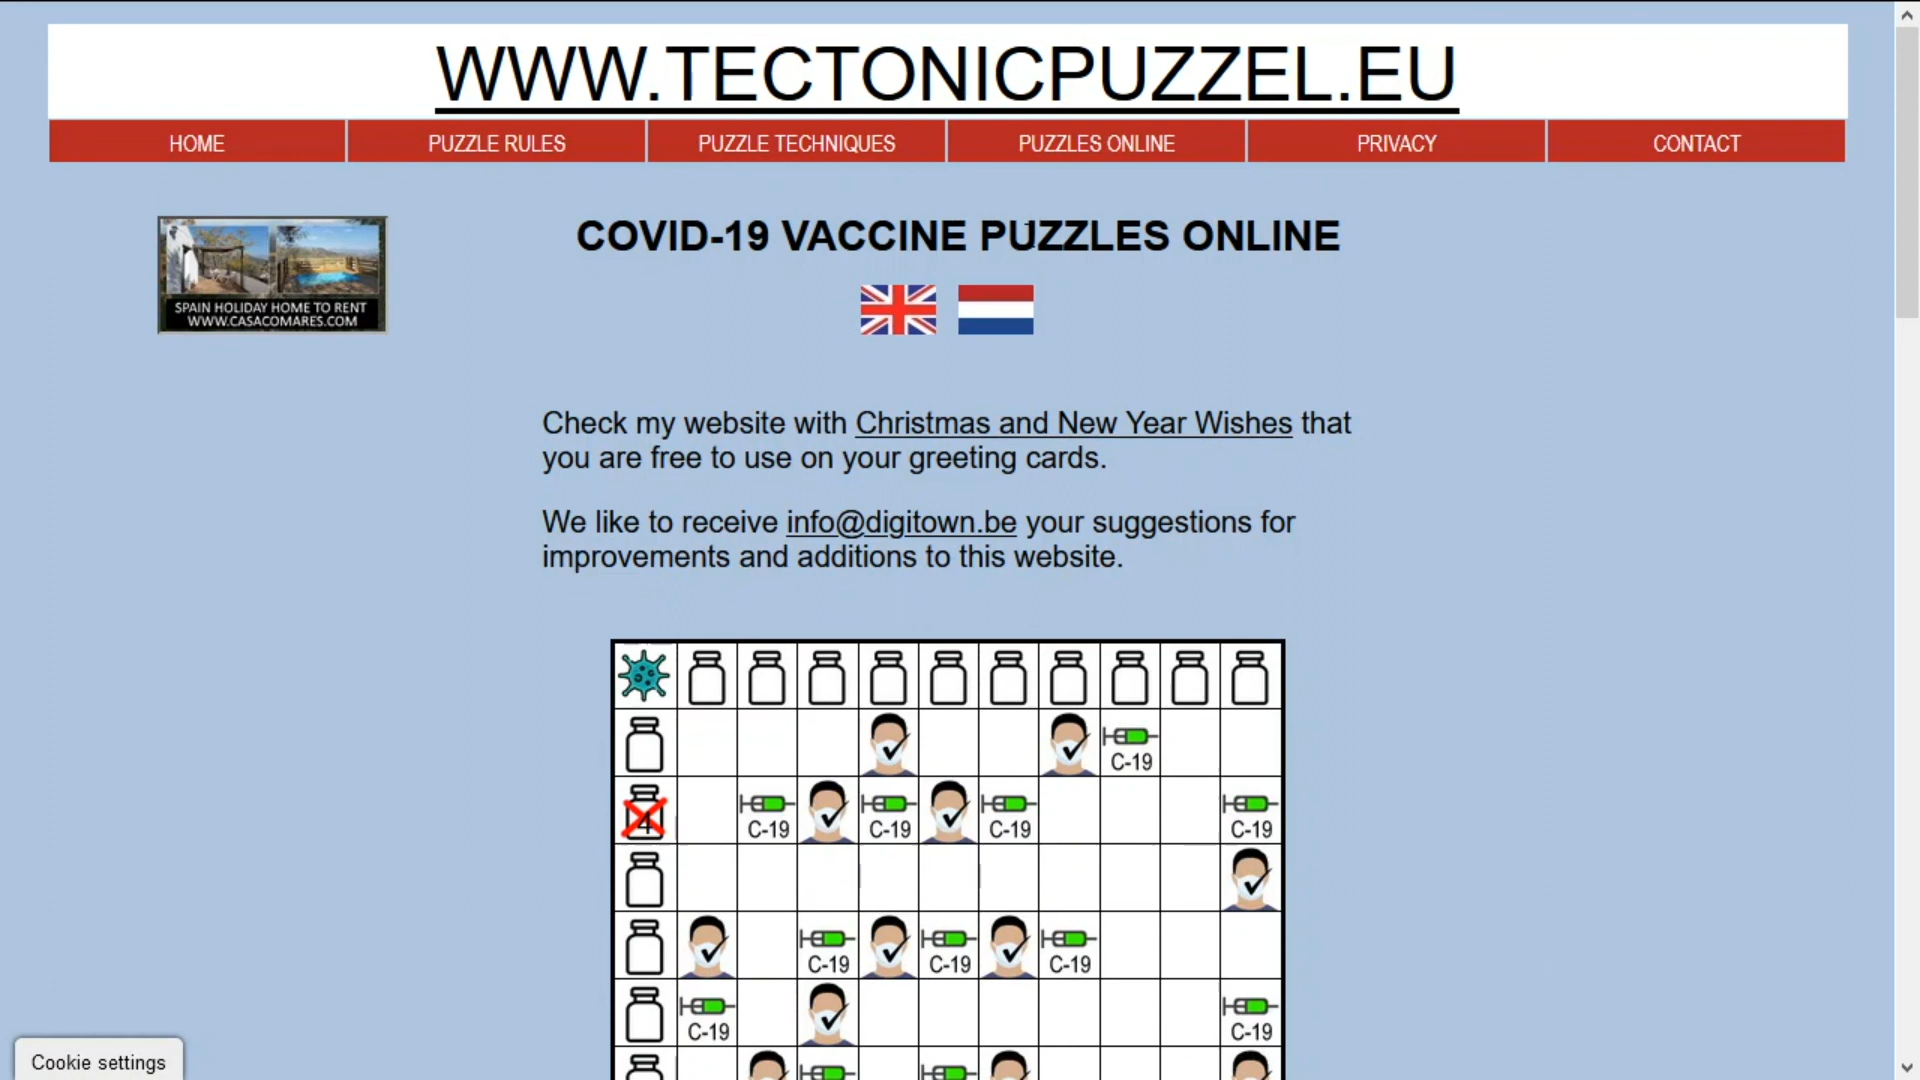 WWW.TECTONICPUZZEL.EU
HOME PUZZLE RULES PUZZLE TECHNIQUES PUZZLES ONLINE PRIVACY CONTACT
COVID-19 VACCINE PUZZLES ONLINE
SPAIN HOLIDAY HOME TO RENT
WWW.CASACOMARES.COM
Check my website with Christmas and New Year Wishes that
you are free to use on your greeting cards.
We like to receive info@digitown.be your suggestions for
improvements and additions to this website.
C-19
4 C-19 C-19 C-19 C-19
C-19 C-19 C-19
C-19 C-19
Cookie settings